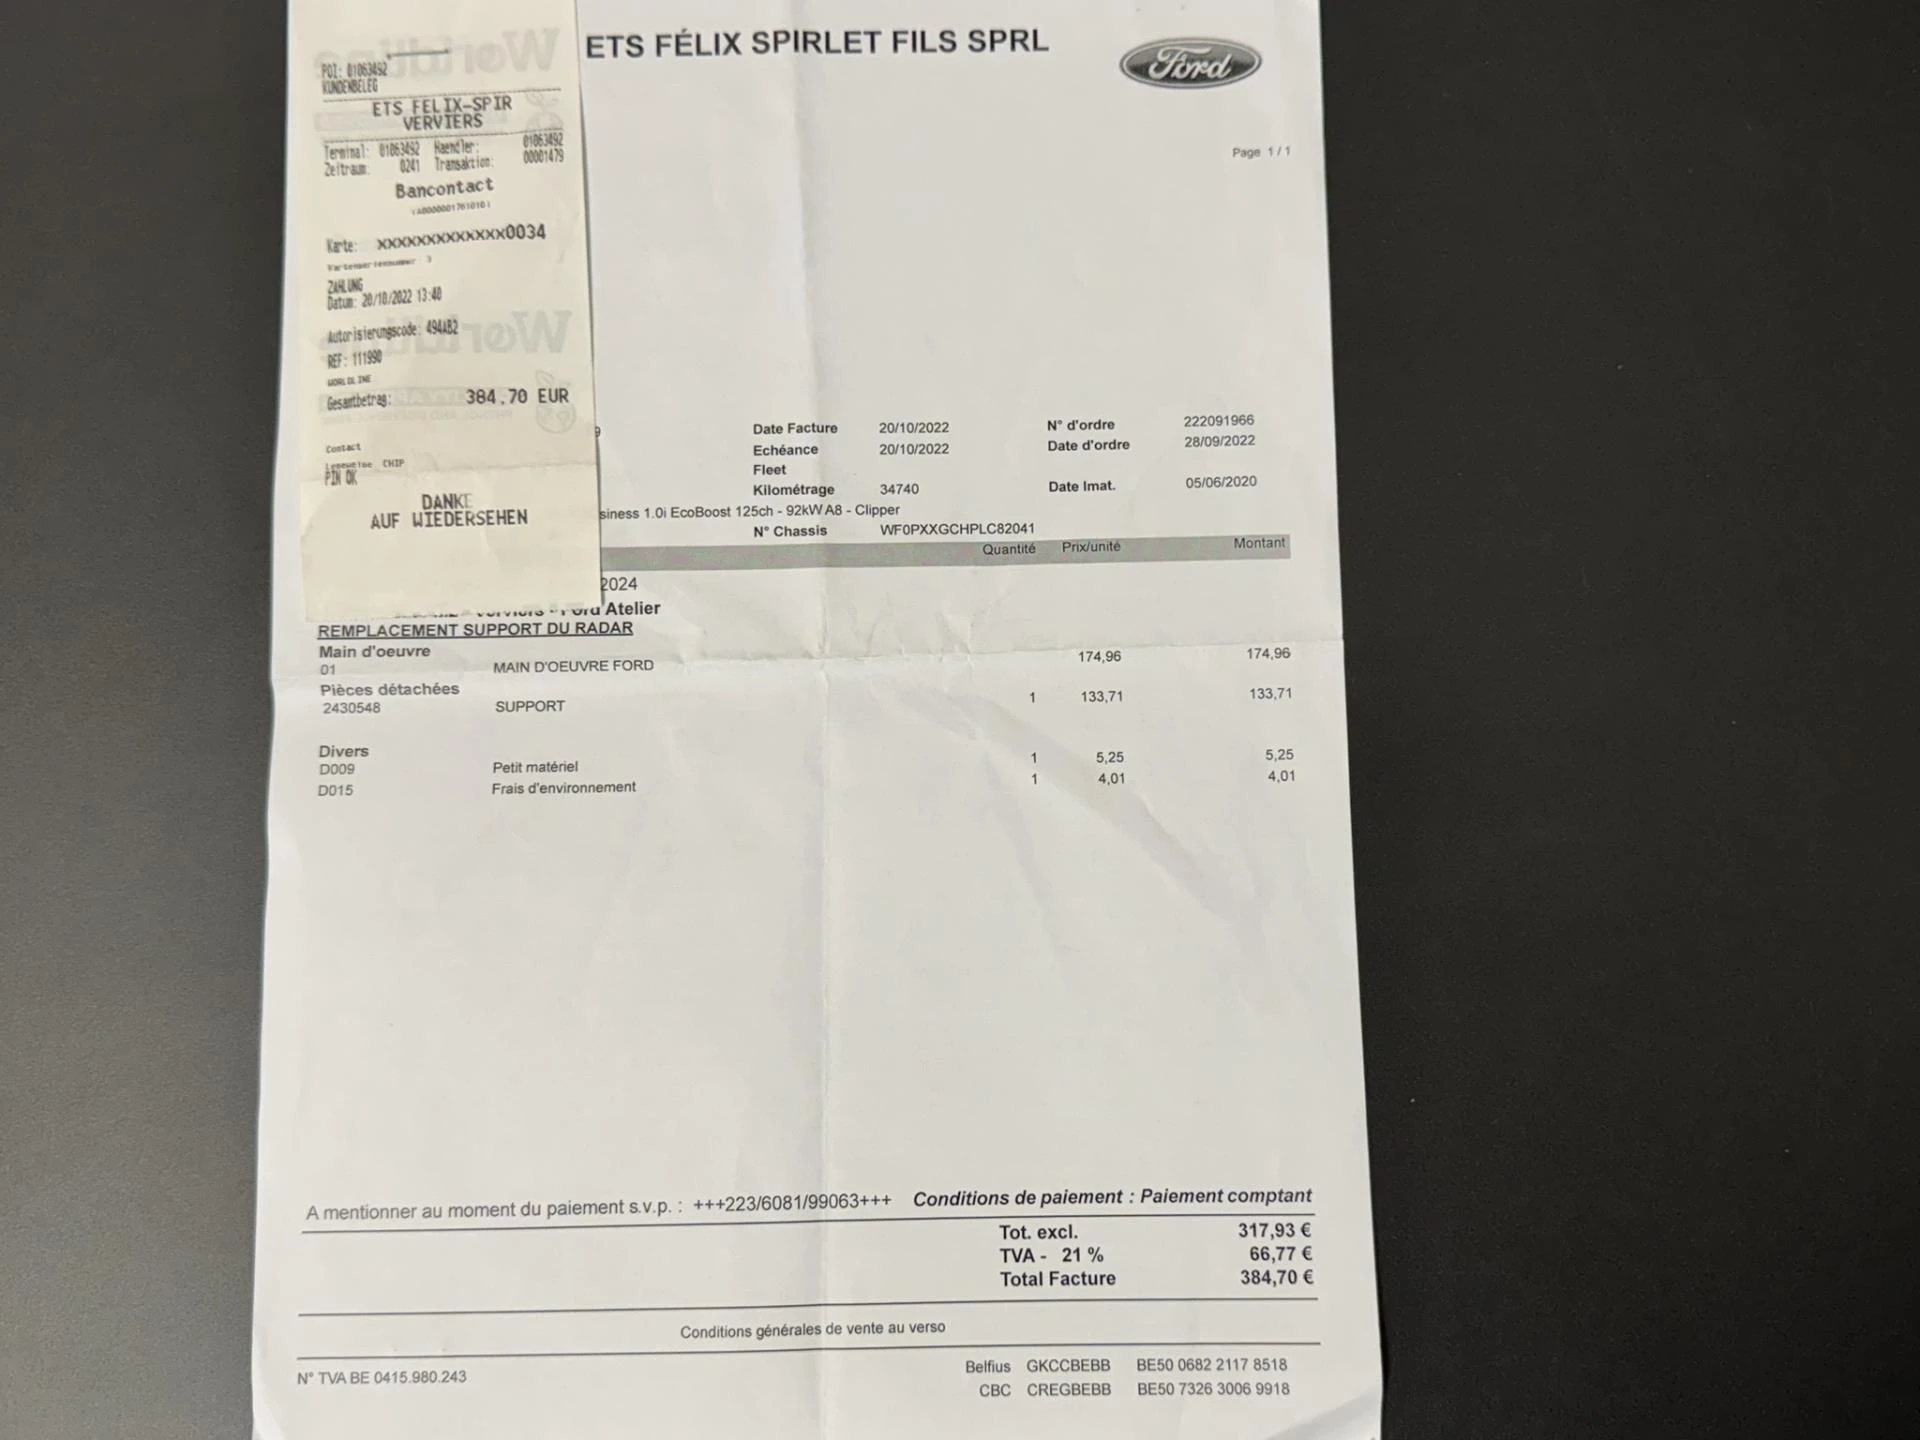 POI: 01063492
KUNDENBELEG
ETS FELIX-SPIR
VERVIERS
Terminal: 01063492 Haendler: 01063492
Zeitraum: 0241 Transaktion: 00001479
Bancontact
(A0000001761010)
Karte: xxxxxxxxxxxxx0034
Kartenseriennummer: 3
ZAHLUNG
Datum: 20/10/2022 13:40
Autorisierungscode: 494AB2
REF: 111990
WORLDLINE
Gesamtbetrag: 384,70 EUR
Contact
Leseweise CHIP
PIN OK
DANKE
AUF WIEDERSEHEN
ETS FÉLIX SPIRLET FILS SPRL
Ford
Page 1 / 1
9
Date Facture 20/10/2022 N° d'ordre 222091966
Echéance 20/10/2022 Date d'ordre 28/09/2022
Fleet
Kilométrage 34740 Date Imat. 05/06/2020
siness 1.0i EcoBoost 125ch - 92kW A8 - Clipper
N° Chassis WF0PXXGCHPLC82041
Quantité Prix/unité Montant
2024
Verviers - Ford Atelier
REMPLACEMENT SUPPORT DU RADAR
Main d'oeuvre
01 MAIN D'OEUVRE FORD 174,96 174,96
Pièces détachées
2430548 SUPPORT 1 133,71 133,71
Divers
D009 Petit matériel 1 5,25 5,25
D015 Frais d'environnement 1 4,01 4,01
A mentionner au moment du paiement s.v.p. : +++223/6081/99063+++ Conditions de paiement : Paiement comptant
Tot. excl. 317,93 €
TVA - 21 % 66,77 €
Total Facture 384,70 €
Conditions générales de vente au verso
N° TVA BE 0415.980.243
Belfius GKCCBEBB BE50 0682 2117 8518
CBC CREGBEBB BE50 7326 3006 9918